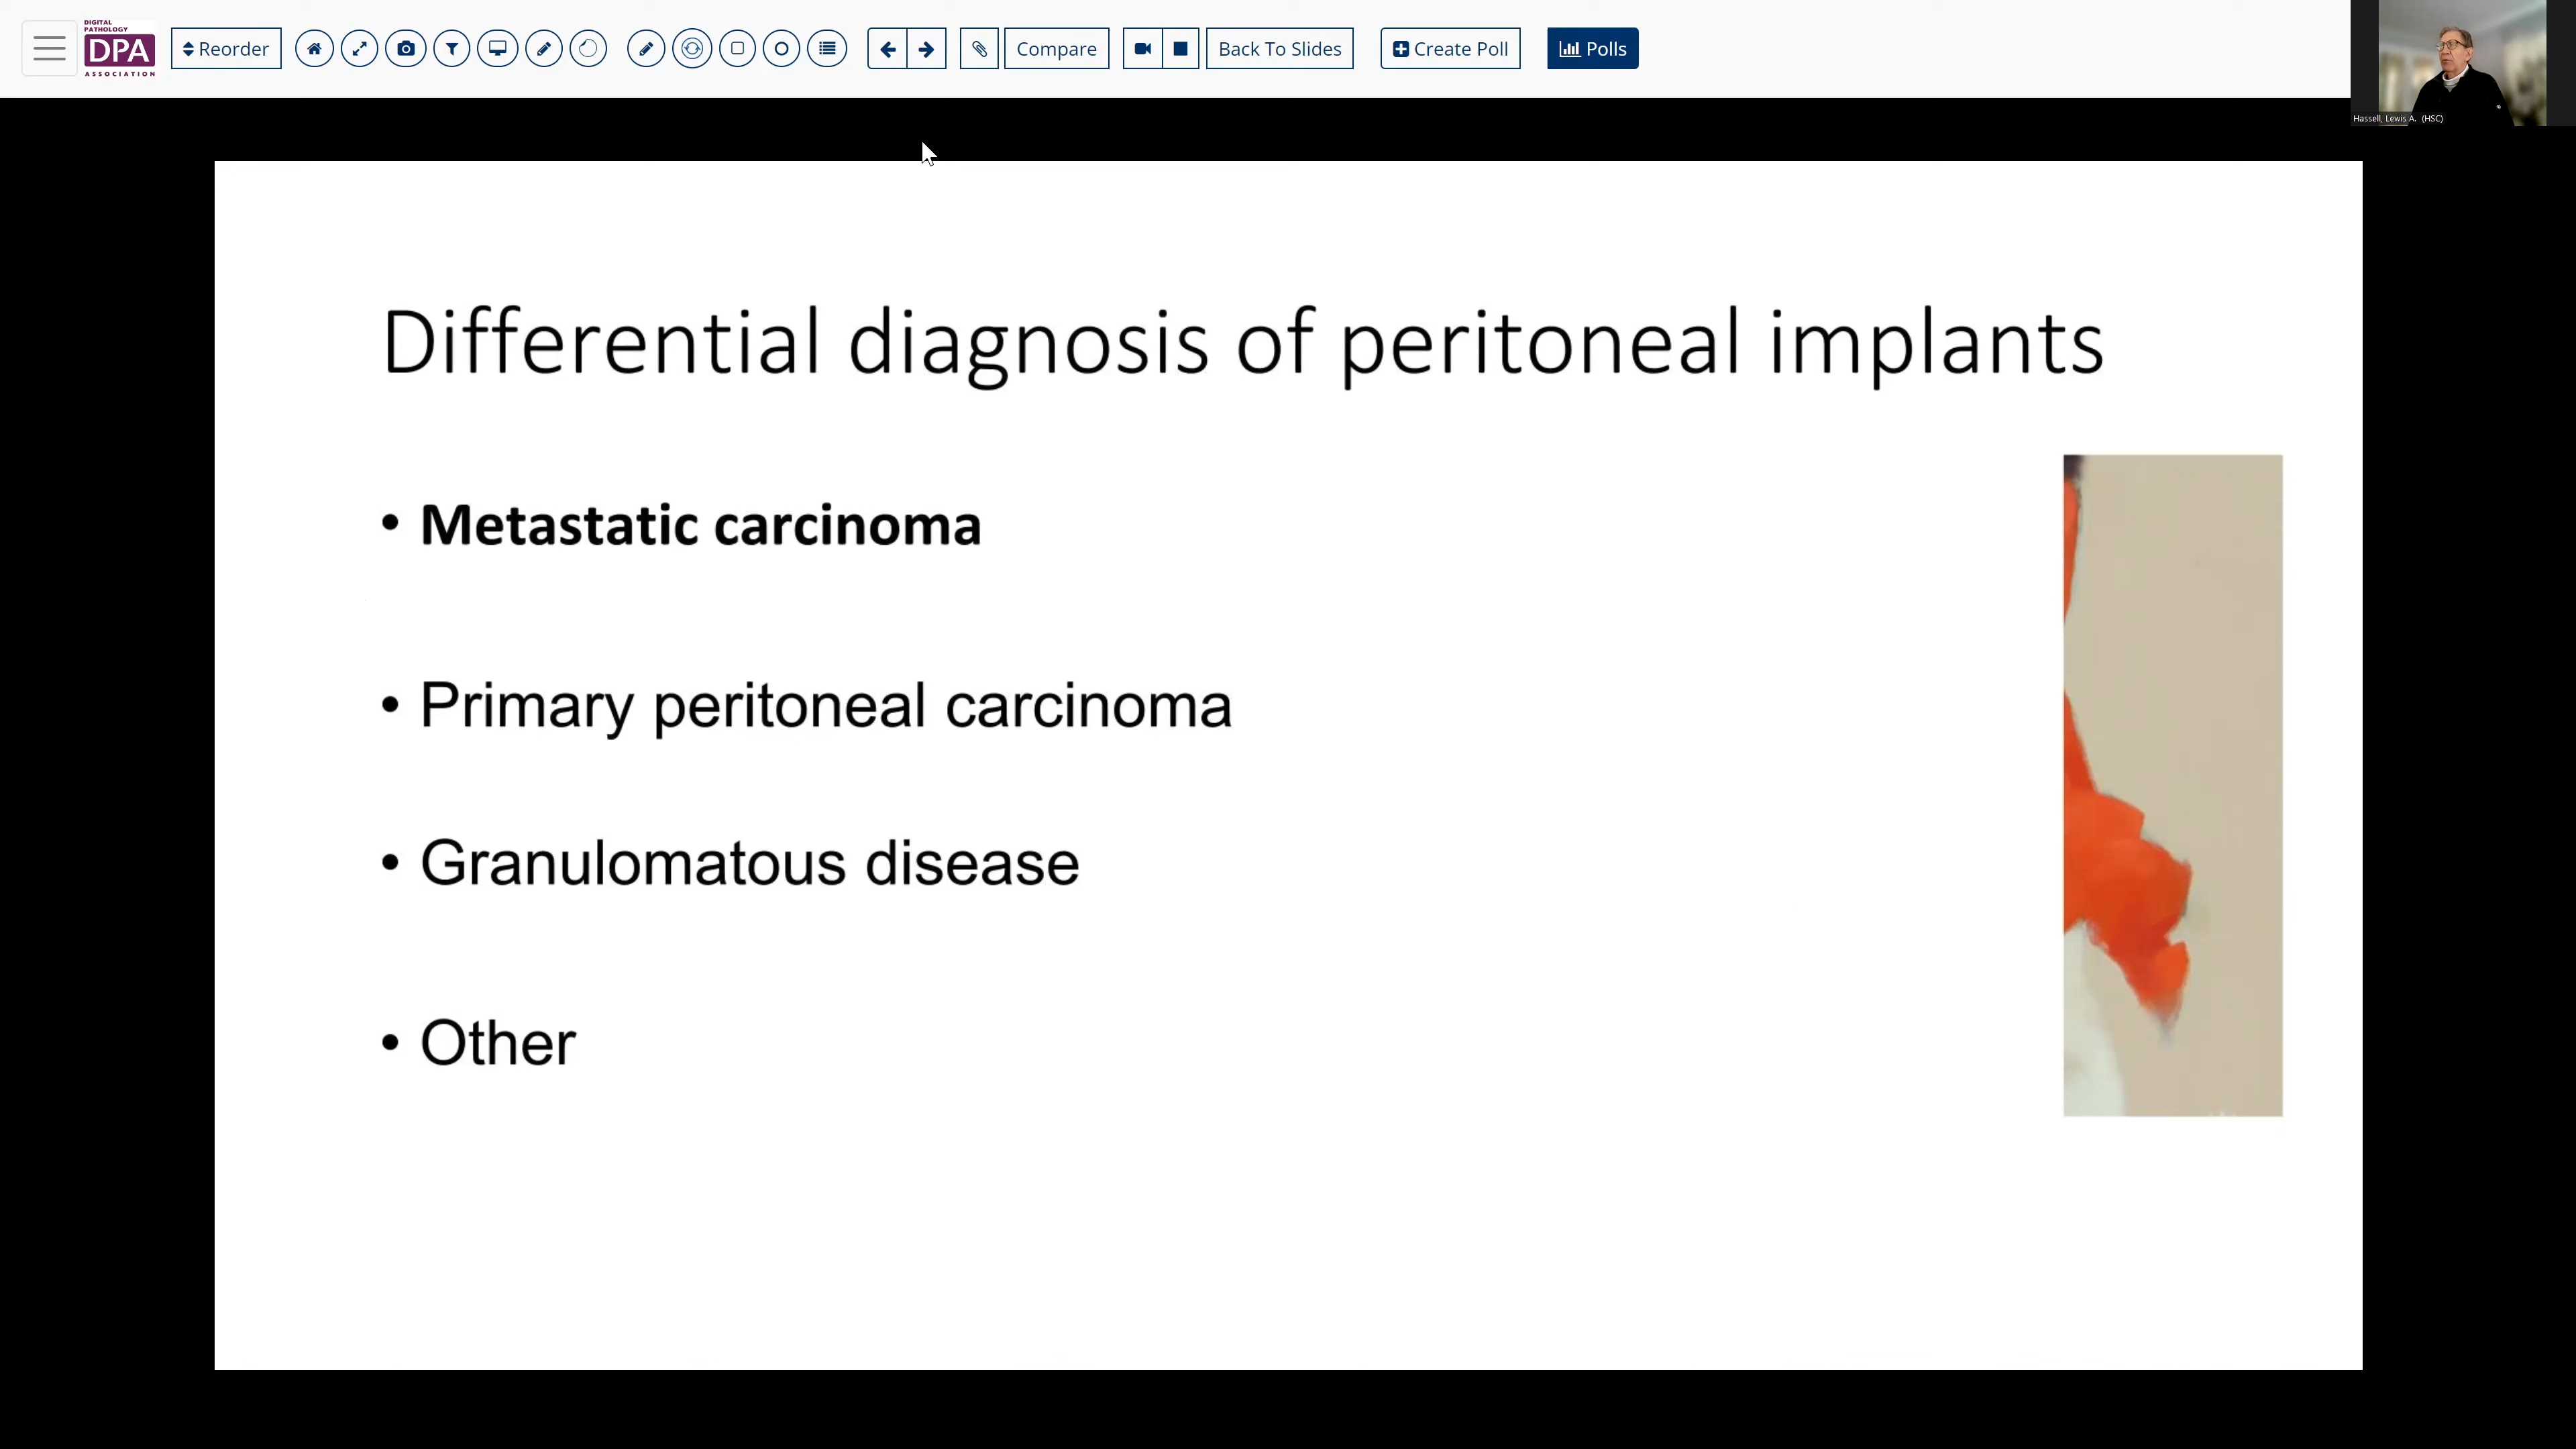 DIGITAL
PATHOLOGY
DPA
ASSOCIATION
Reorder
Compare
Back To Slides
Create Poll
Polls
Hassell, Lewis A. (HSC)
Differential diagnosis of peritoneal implants
• Metastatic carcinoma
• Primary peritoneal carcinoma
• Granulomatous disease
• Other